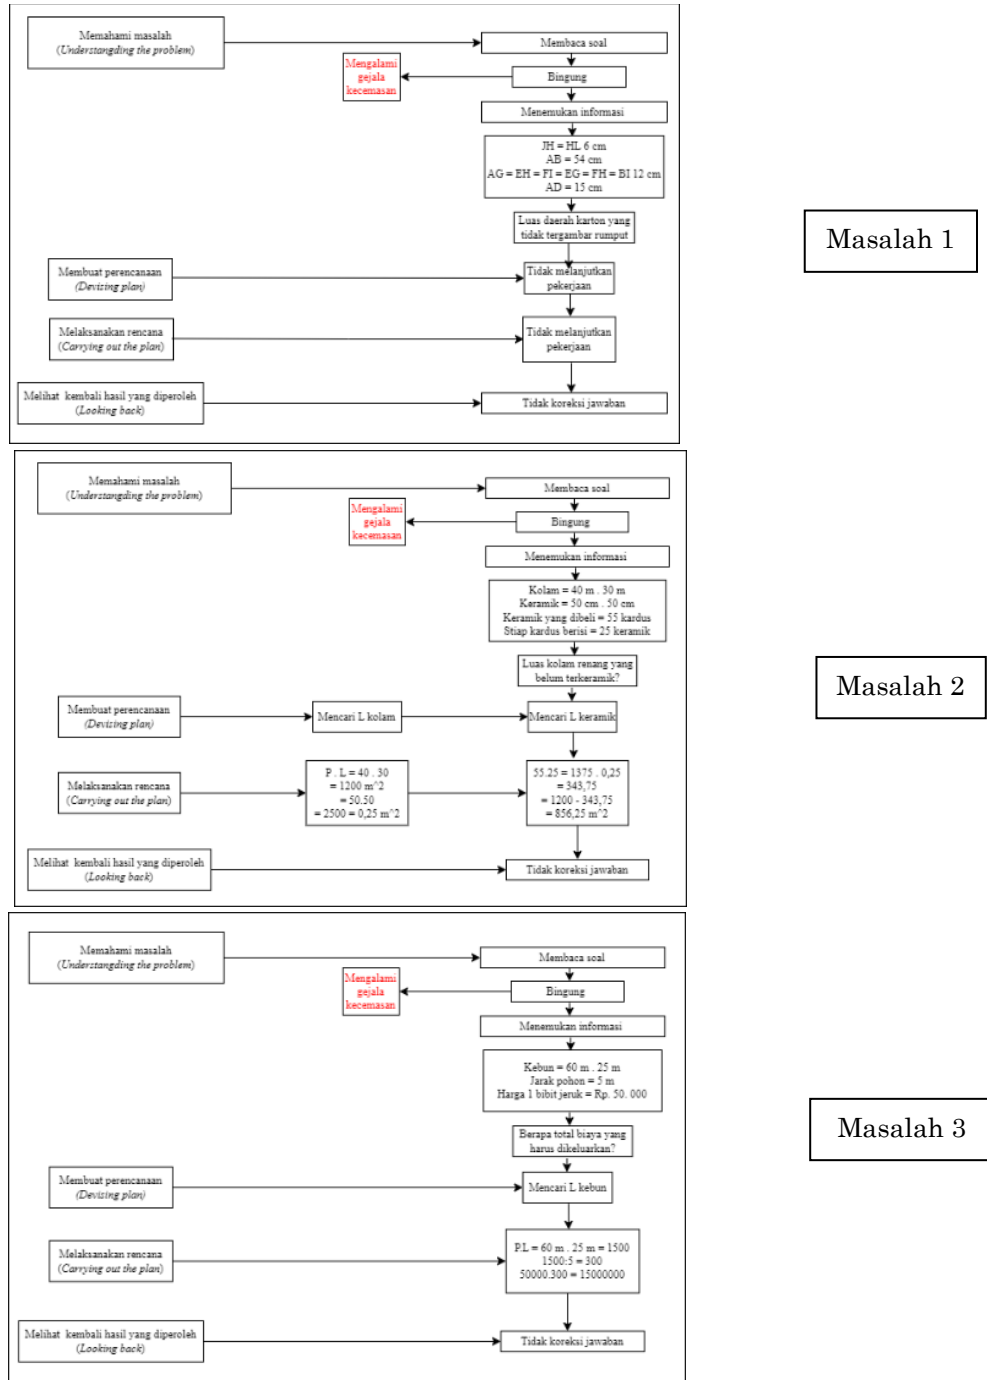 Memahami masalah
(Understangding the problem)
Membaca soal
Mengalami
gejala
kecemasan
Bingung
Menemukan informasi
JH = HL 6 cm
AB = 54 cm
AG = EH = FI = EG = FH = BI 12 cm
AD = 15 cm
Luas daerah karton yang
tidak tergambar rumput
Membuat perencanaan
(Devising plan)
Tidak melanjutkan
pekerjaan
Melaksanakan rencana
(Carrying out the plan)
Tidak melanjutkan
pekerjaan
Melihat kembali hasil yang diperoleh
(Looking back)
Tidak koreksi jawaban
Masalah 1
Memahami masalah
(Understangding the problem)
Membaca soal
Mengalami
gejala
kecemasan
Bingung
Menemukan informasi
Kolam = 40 m . 30 m
Keramik = 50 cm . 50 cm
Keramik yang dibeli = 55 kardus
Stiap kardus berisi = 25 keramik
Luas kolam renang yang
belum terkeramik?
Membuat perencanaan
(Devising plan)
Mencari L kolam
Mencari L keramik
Melaksanakan rencana
(Carrying out the plan)
P . L = 40 . 30
= 1200 m^2
= 50.50
= 2500 = 0,25 m^2
55.25 = 1375 . 0,25
= 343,75
= 1200 - 343,75
= 856,25 m^2
Melihat kembali hasil yang diperoleh
(Looking back)
Tidak koreksi jawaban
Masalah 2
Memahami masalah
(Understangding the problem)
Membaca soal
Mengalami
gejala
kecemasan
Bingung
Menemukan informasi
Kebun = 60 m . 25 m
Jarak pohon = 5 m
Harga 1 bibit jeruk = Rp. 50. 000
Berapa total biaya yang
harus dikeluarkan?
Membuat perencanaan
(Devising plan)
Mencari L kebun
Melaksanakan rencana
(Carrying out the plan)
P.L = 60 m . 25 m = 1500
1500:5 = 300
50000.300 = 15000000
Melihat kembali hasil yang diperoleh
(Looking back)
Tidak koreksi jawaban
Masalah 3